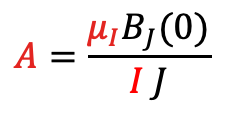 A = μ_I B_J(0) / I J